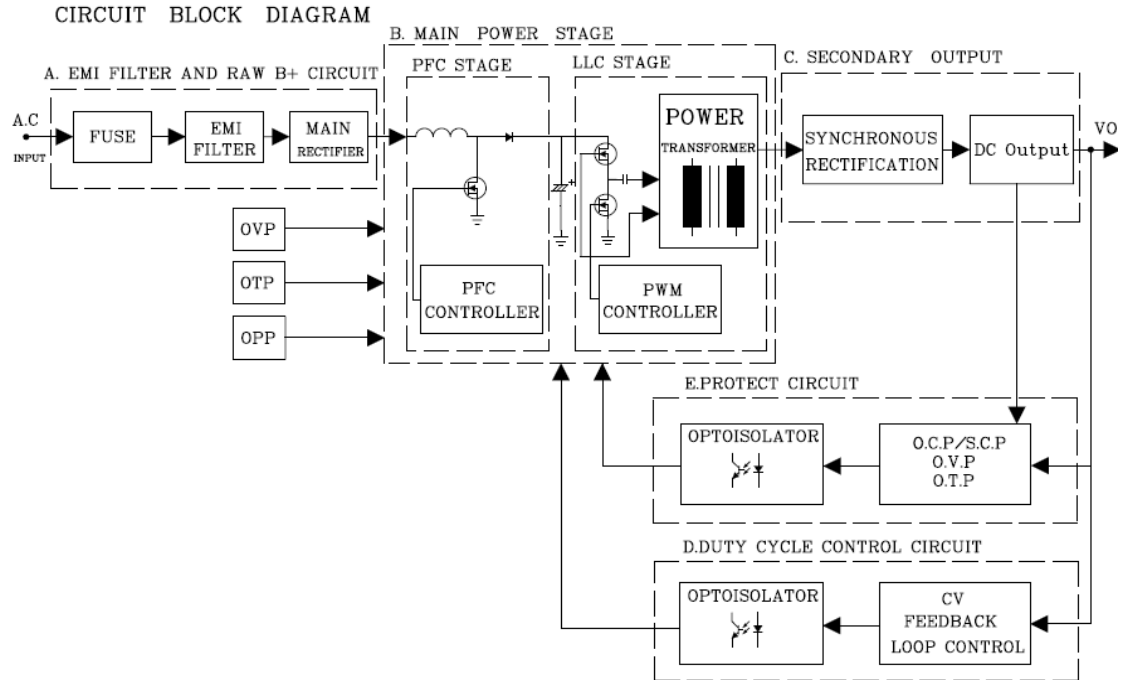 CIRCUIT BLOCK DIAGRAM
B. MAIN POWER STAGE
A. EMI FILTER AND RAW B+ CIRCUIT
PFC STAGE
LLC STAGE
C. SECONDARY OUTPUT
A.C
INPUT
FUSE
EMI
FILTER
MAIN
RECTIFIER
+
POWER
TRANSFORMER
SYNCHRONOUS
RECTIFICATION
DC Output
VO
OVP
OTP
OPP
PFC
CONTROLLER
PWM
CONTROLLER
E.PROTECT CIRCUIT
OPTOISOLATOR
O.C.P/S.C.P
O.V.P
O.T.P
D.DUTY CYCLE CONTROL CIRCUIT
OPTOISOLATOR
CV
FEEDBACK
LOOP CONTROL